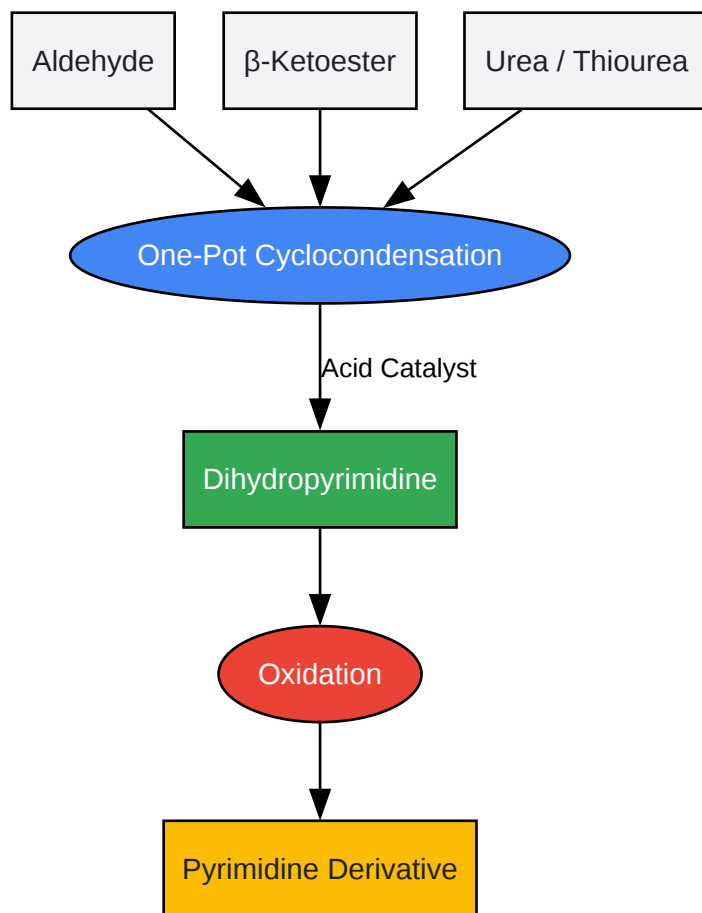 Aldehyde
β-Ketoester
Urea / Thiourea
One-Pot Cyclocondensation
Acid Catalyst
Dihydropyrimidine
Oxidation
Pyrimidine Derivative